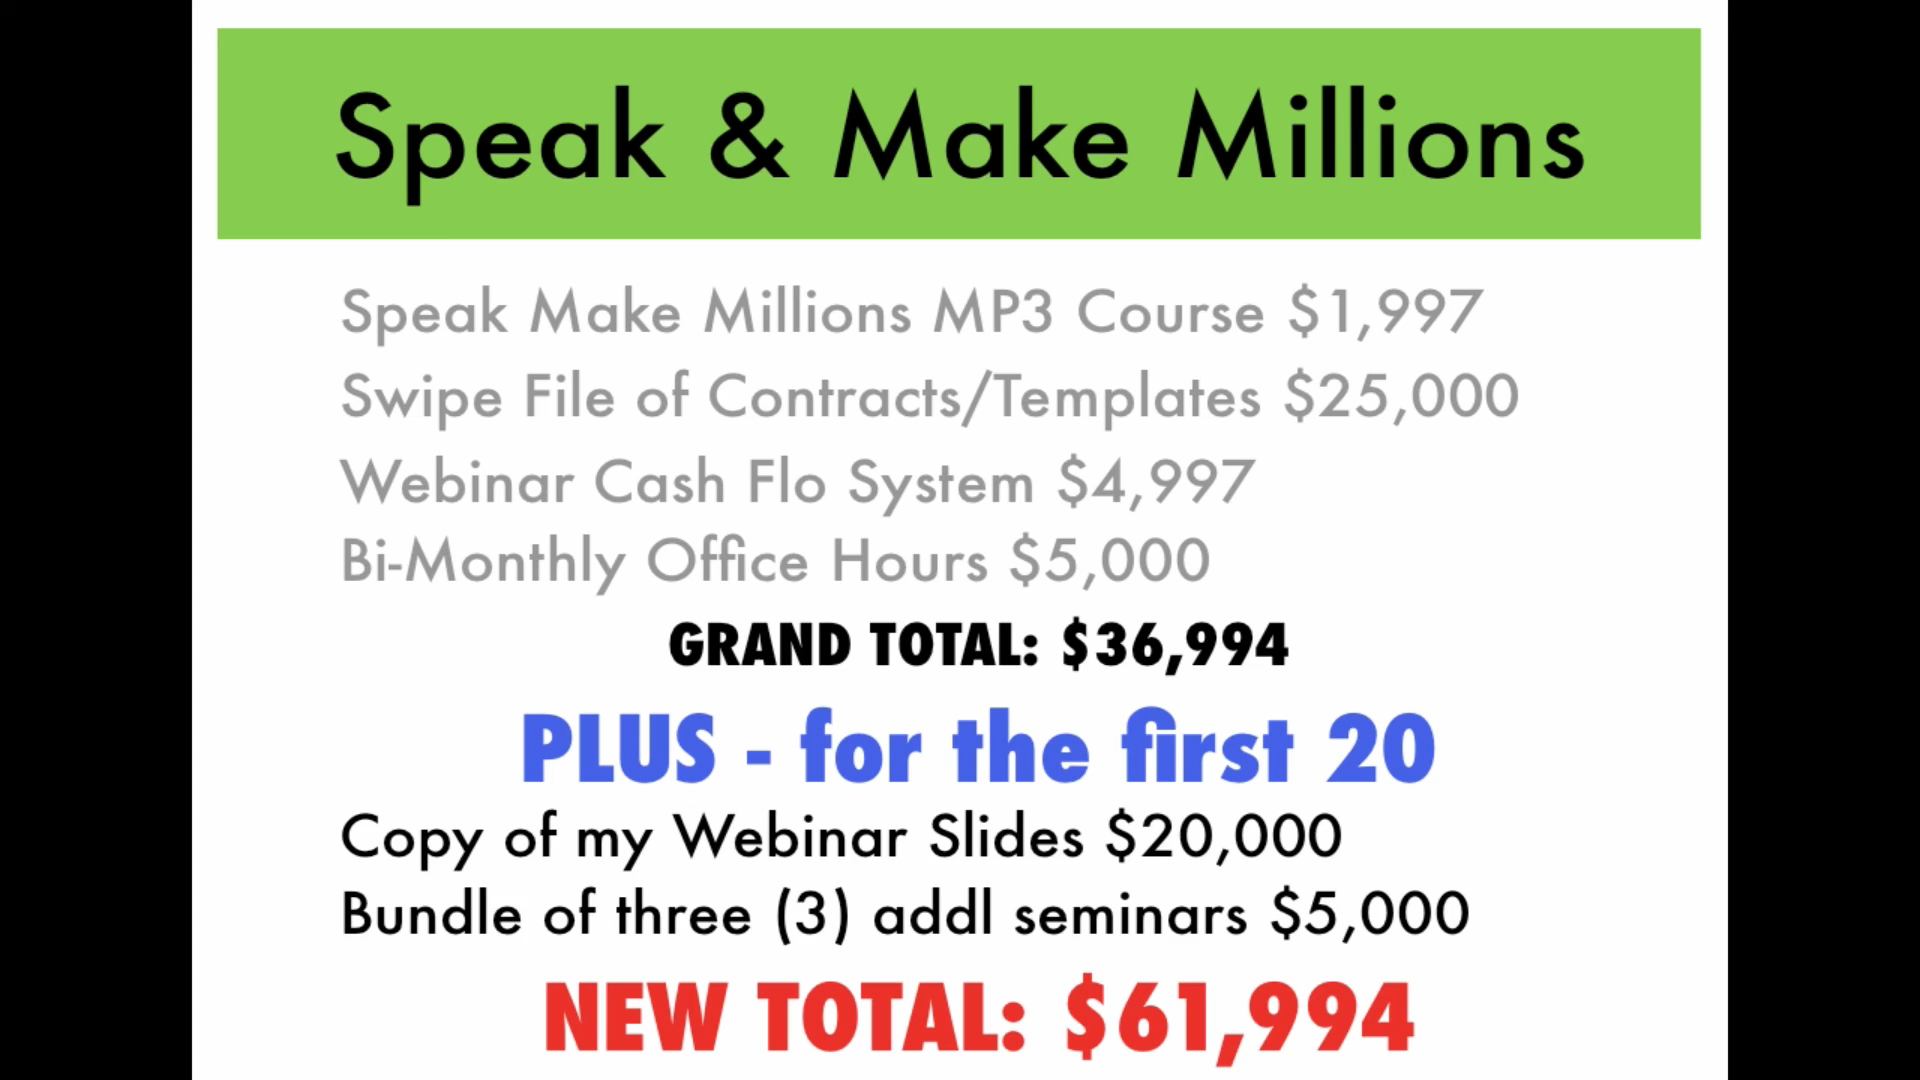 Speak & Make Millions
Speak Make Millions MP3 Course $1,997
Swipe File of Contracts/Templates $25,000
Webinar Cash Flo System $4,997
Bi-Monthly Office Hours $5,000
GRAND TOTAL: $36,994
PLUS - for the first 20
Copy of my Webinar Slides $20,000
Bundle of three (3) addl seminars $5,000
NEW TOTAL: $61,994